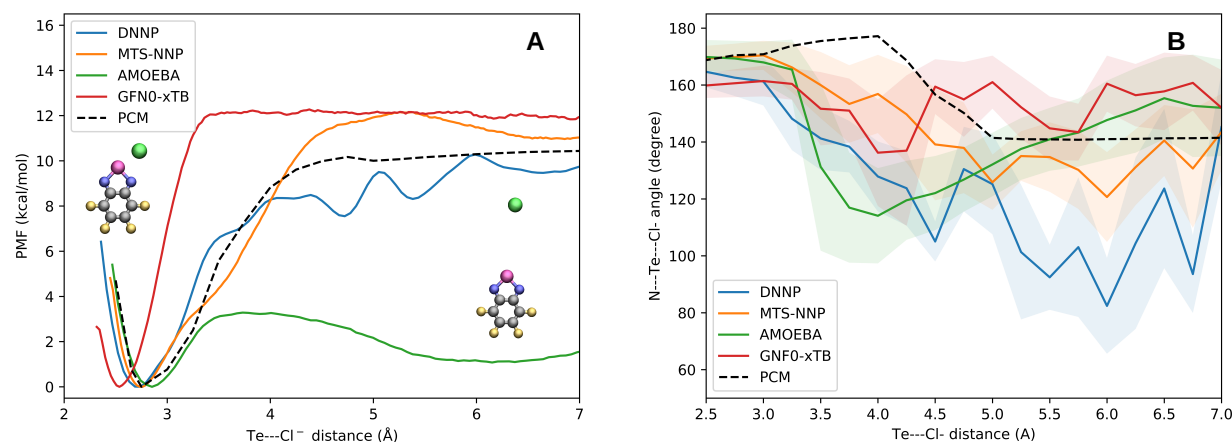 A
DNNP
MTS-NNP
AMOEBA
GFN0-xTB
PCM
PMF (kcal/mol)
16
14
12
10
8
6
4
2
0
2 3 4 5 6 7
Te---Cl⁻ distance (Å)
B
N---Te---Cl- angle (degree)
180
160
140
120
100
80
60
DNNP
MTS-NNP
AMOEBA
GNF0-xTB
PCM
2.5 3.0 3.5 4.0 4.5 5.0 5.5 6.0 6.5 7.0
Te---Cl- distance (A)